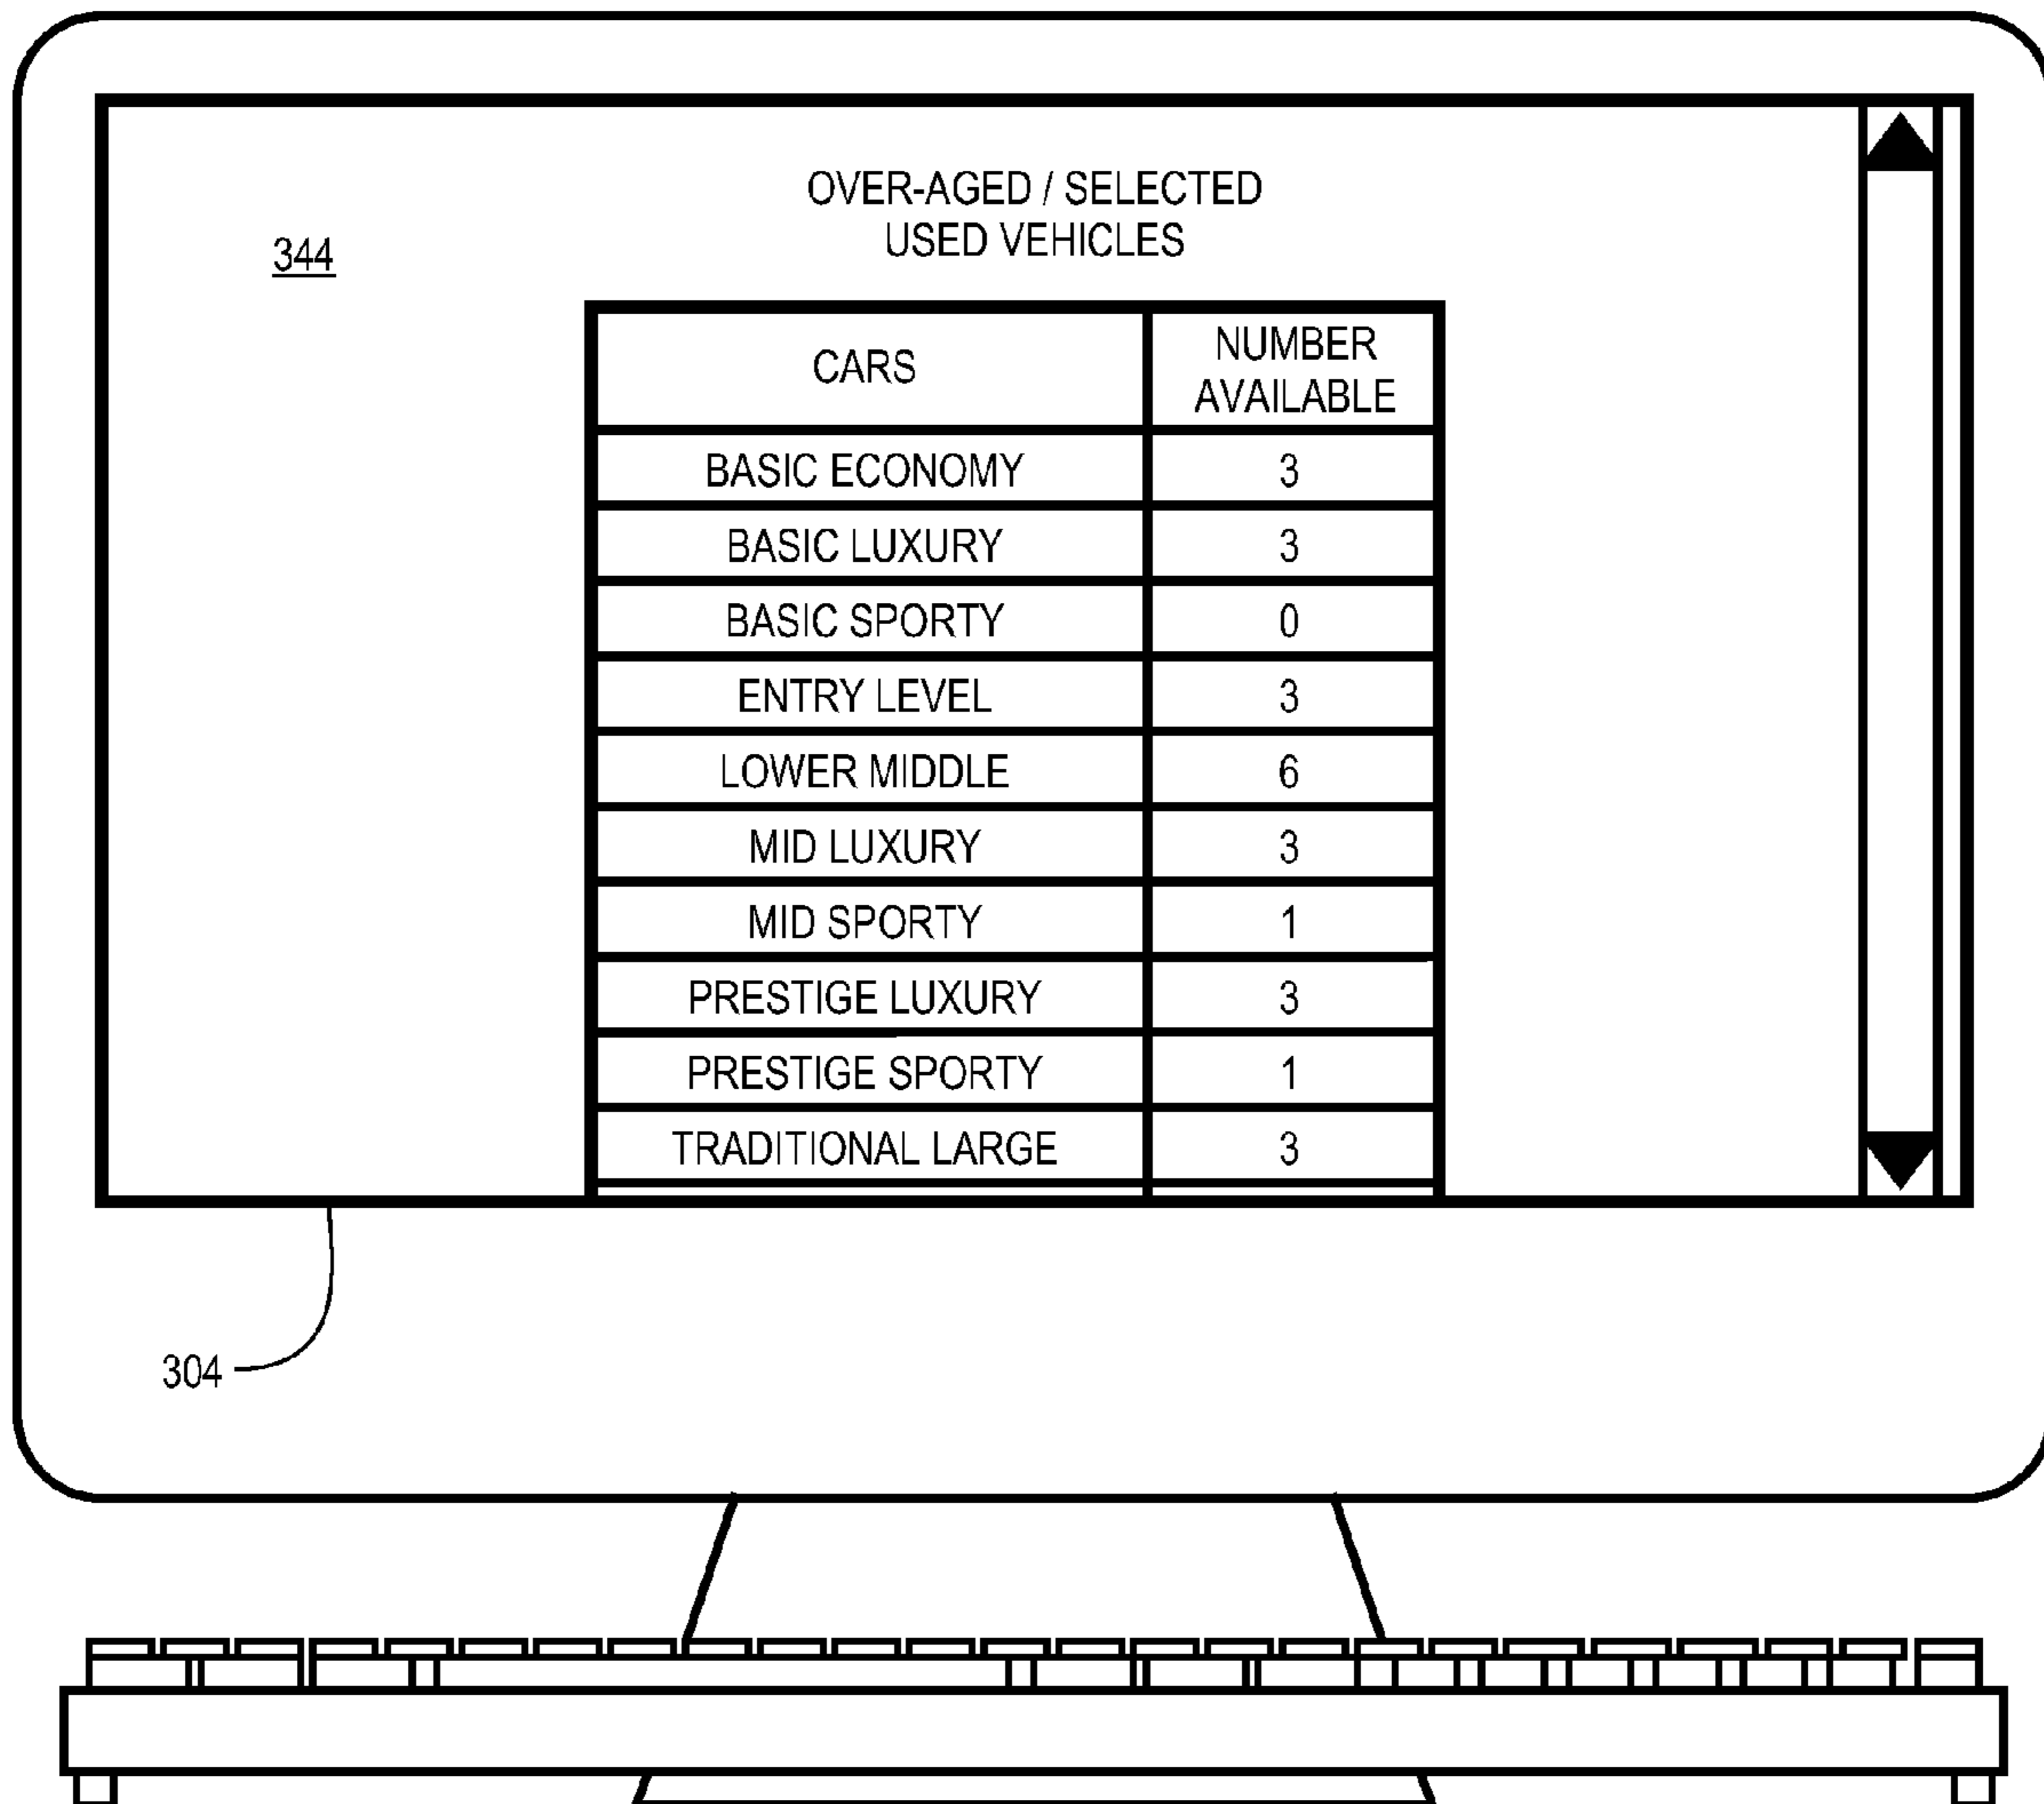 OVER-AGED / SELECTED
USED VEHICLES
344
CARS NUMBER AVAILABLE
BASIC ECONOMY 3
BASIC LUXURY 3
BASIC SPORTY 0
ENTRY LEVEL 3
LOWER MIDDLE 6
MID LUXURY 3
MID SPORTY 1
PRESTIGE LUXURY 3
PRESTIGE SPORTY 1
TRADITIONAL LARGE 3
304